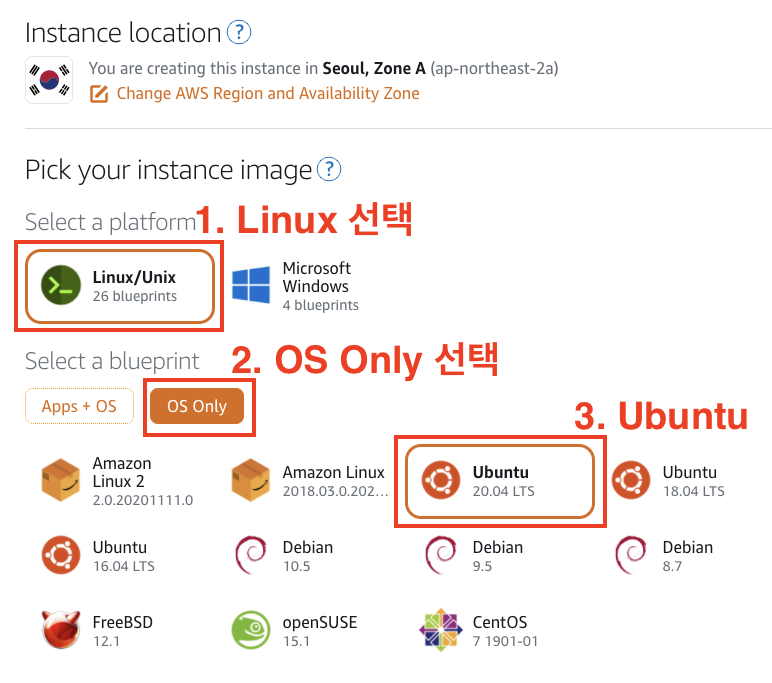 Instance location ?
You are creating this instance in Seoul, Zone A (ap-northeast-2a)
Change AWS Region and Availability Zone
Pick your instance image ?
Select a platform
1. Linux 선택
Linux/Unix
26 blueprints
Microsoft
Windows
4 blueprints
Select a blueprint
2. OS Only 선택
Apps + OS
OS Only
3. Ubuntu
Amazon
Linux 2
2.0.20201111.0
Amazon Linux
2018.03.0.202...
Ubuntu
20.04 LTS
Ubuntu
18.04 LTS
Ubuntu
16.04 LTS
Debian
10.5
Debian
9.5
Debian
8.7
FreeBSD
12.1
openSUSE
15.1
CentOS
7 1901-01